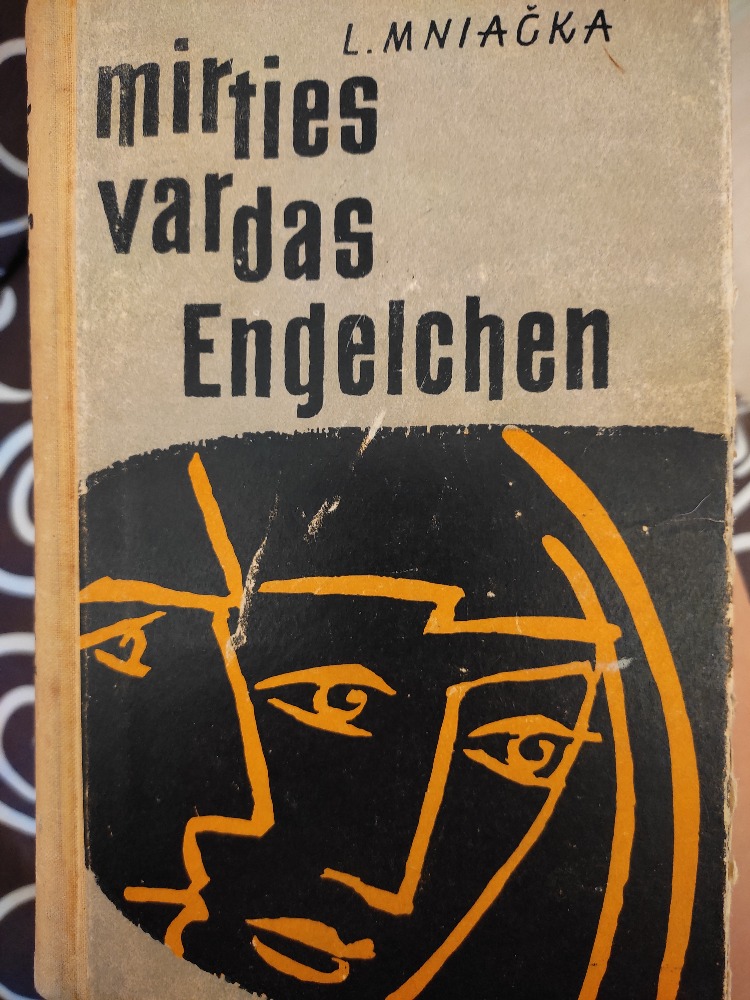 L. MNIAČKA
mirties
vardas
Engelchen